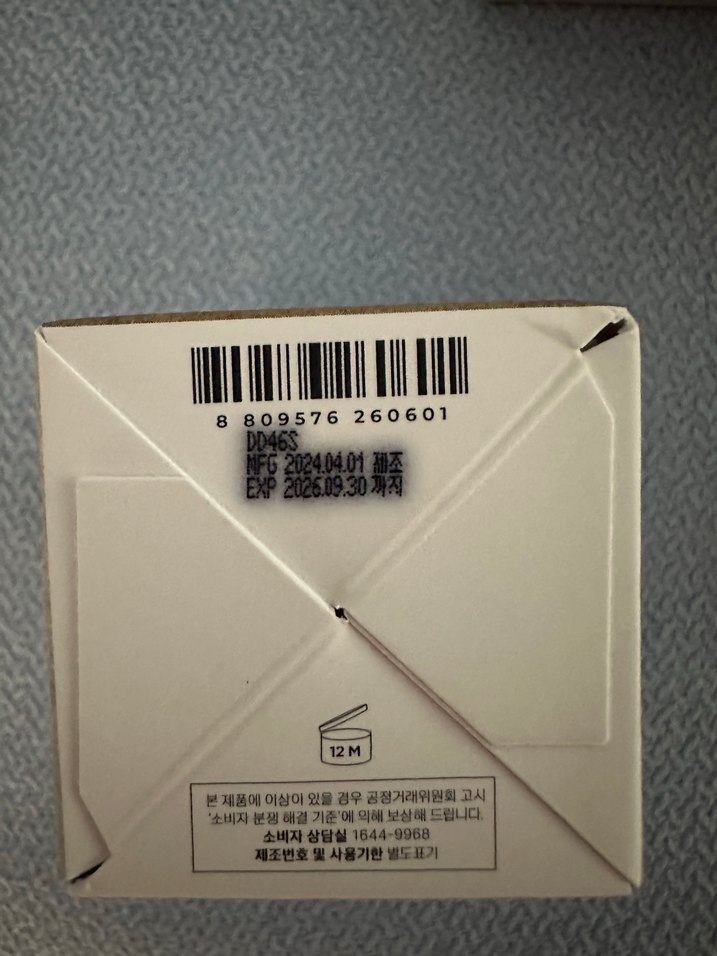 8 809576 260601
DD46S
MFG 2024.04.01 제조
EXP 2026.09.30 까지
12 M
본 제품에 이상이 있을 경우 공정거래위원회 고시
'소비자 분쟁 해결 기준'에 의해 보상해 드립니다.
소비자 상담실 1644-9968
제조번호 및 사용기한 별도표기